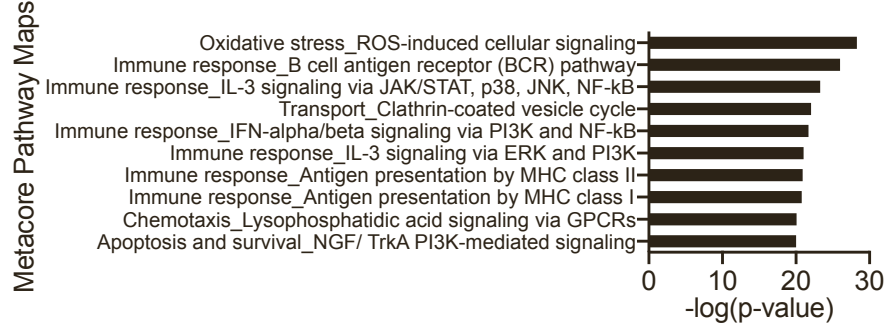 Metacore Pathway Maps
Oxidative stress_ROS-induced cellular signaling
Immune response_B cell antigen receptor (BCR) pathway
Immune response_IL-3 signaling via JAK/STAT, p38, JNK, NF-kB
Transport_Clathrin-coated vesicle cycle
Immune response_IFN-alpha/beta signaling via PI3K and NF-kB
Immune response_IL-3 signaling via ERK and PI3K
Immune response_Antigen presentation by MHC class II
Immune response_Antigen presentation by MHC class I
Chemotaxis_Lysophosphatidic acid signaling via GPCRs
Apoptosis and survival_NGF/ TrkA PI3K-mediated signaling
0 10 20 30
-log(p-value)